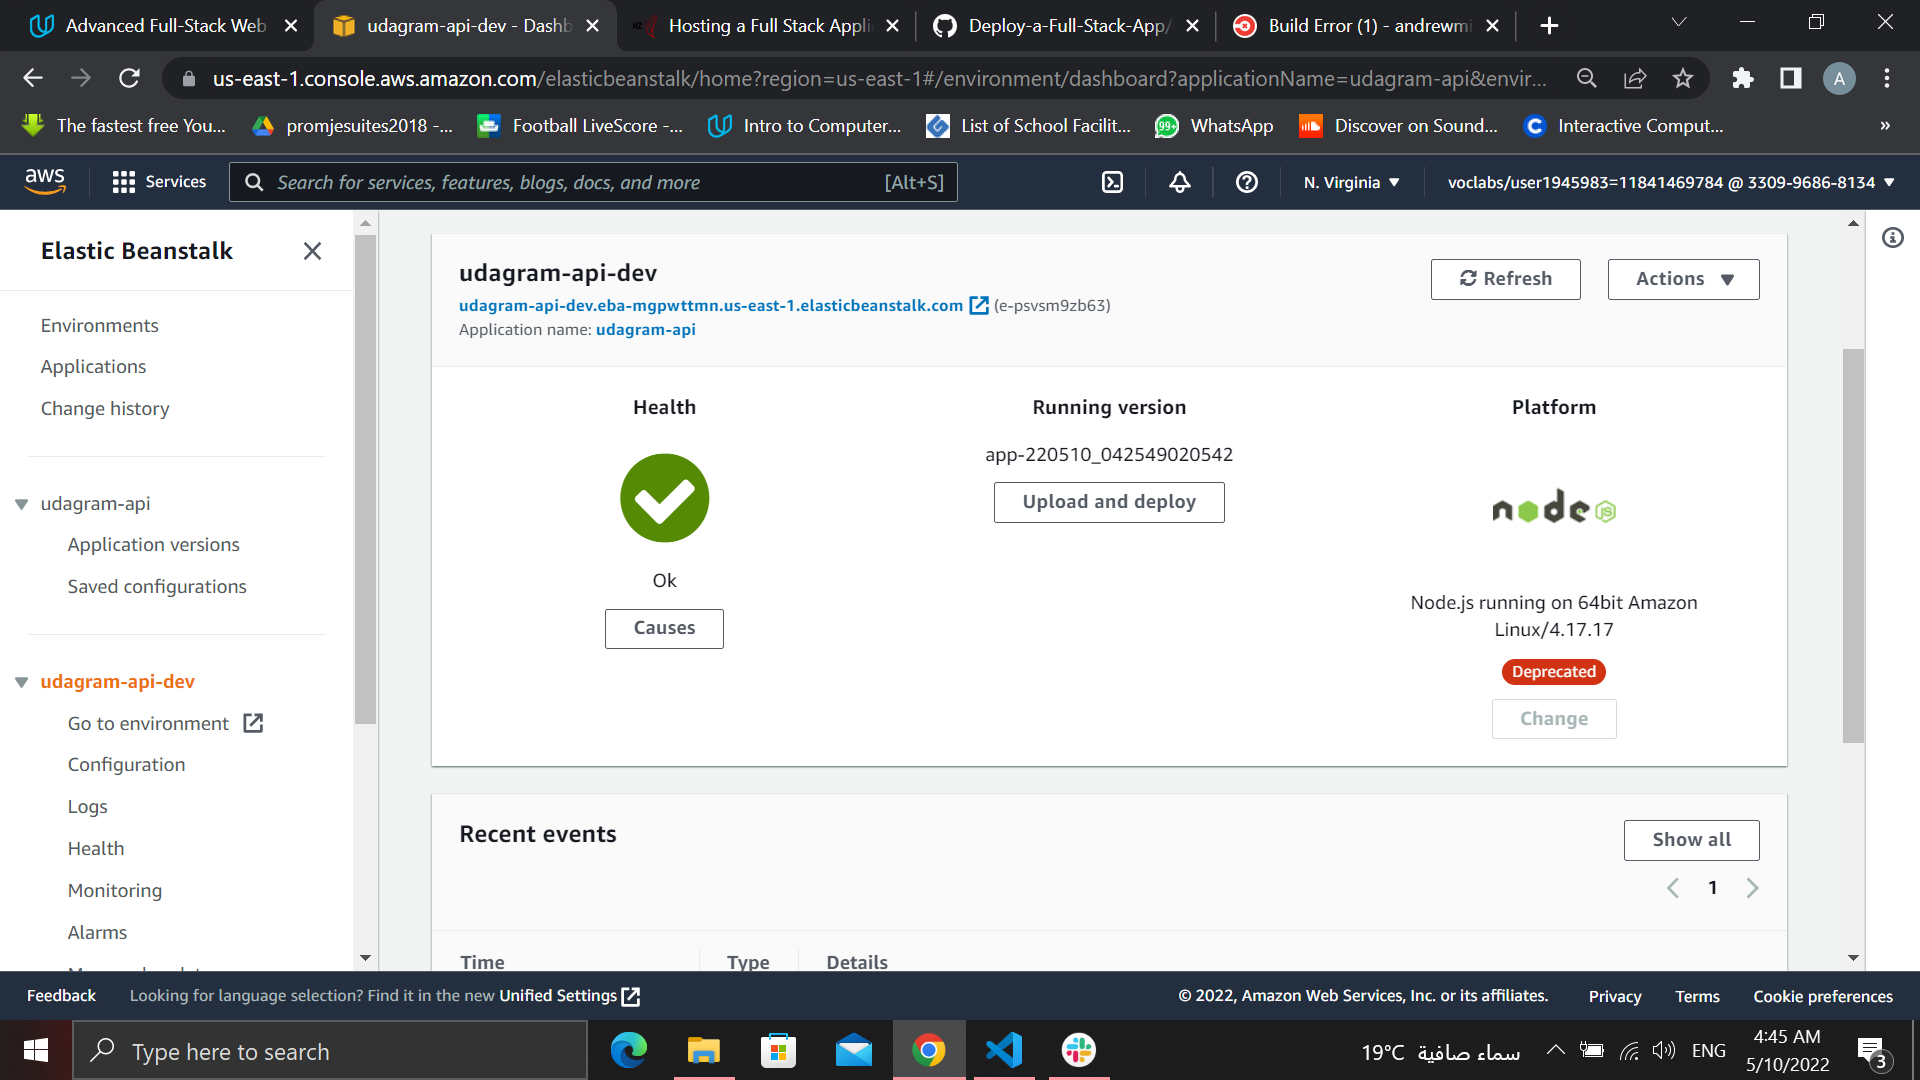 Advanced Full-Stack Web
udagram-api-dev - Dashb
Hosting a Full Stack Appli
Deploy-a-Full-Stack-App/
Build Error (1) - andrewmi
us-east-1.console.aws.amazon.com/elasticbeanstalk/home?region=us-east-1#/environment/dashboard?applicationName=udagram-api&envir...
A
The fastest free You...
promjesuites2018 -...
Football LiveScore -...
Intro to Computer...
List of School Facilit...
99+
WhatsApp
Discover on Sound...
Interactive Comput...
»
aws
Services
Search for services, features, blogs, docs, and more
[Alt+S]
N. Virginia
voclabs/user1945983=11841469784 @ 3309-9686-8134
Elastic Beanstalk
Environments
Applications
Change history
udagram-api
Application versions
Saved configurations
udagram-api-dev
Go to environment
Configuration
Logs
Health
Monitoring
Alarms
udagram-api-dev
udagram-api-dev.eba-mgpwttmn.us-east-1.elasticbeanstalk.com (e-psvsm9zb63)
Application name: udagram-api
Refresh
Actions
Health
Ok
Causes
Running version
app-220510_042549020542
Upload and deploy
Platform
node
JS
Node.js running on 64bit Amazon
Linux/4.17.17
Deprecated
Change
Recent events
Show all
1
Time
Type
Details
Feedback
Looking for language selection? Find it in the new Unified Settings
© 2022, Amazon Web Services, Inc. or its affiliates.
Privacy
Terms
Cookie preferences
Type here to search
19°C سماء صافية
ENG
4:45 AM
5/10/2022
3